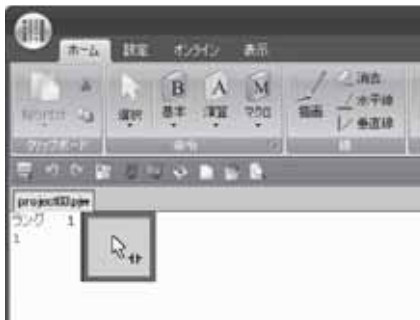 ホーム 設定 オンライン 表示
B A M 消去
選択 基本 演算 マクロ 描画 水平線
垂直線
クリップボード 命令 線
project03.pjw
ラング 1
1